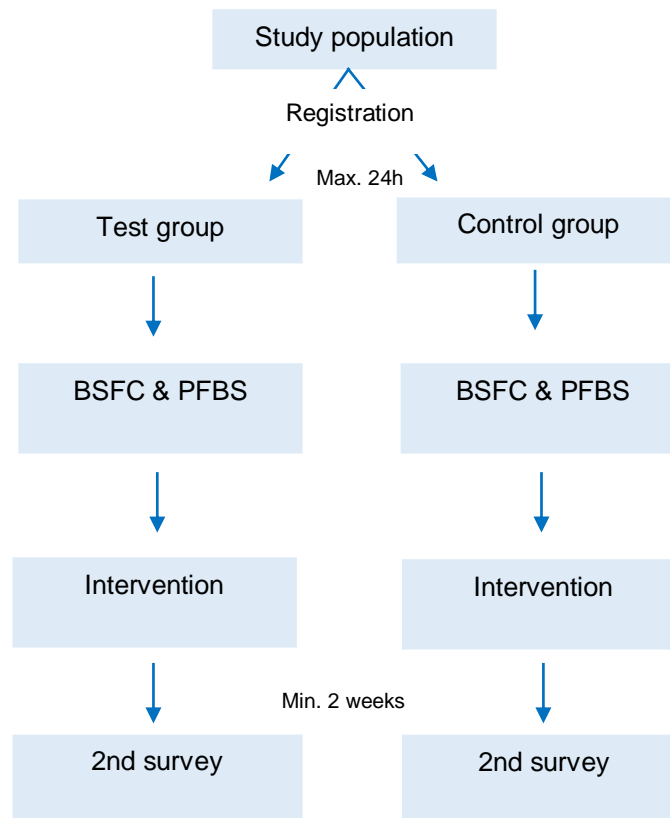 Study population
Registration
Max. 24h
Test group
Control group
BSFC & PFBS
BSFC & PFBS
Intervention
Intervention
Min. 2 weeks
2nd survey
2nd survey